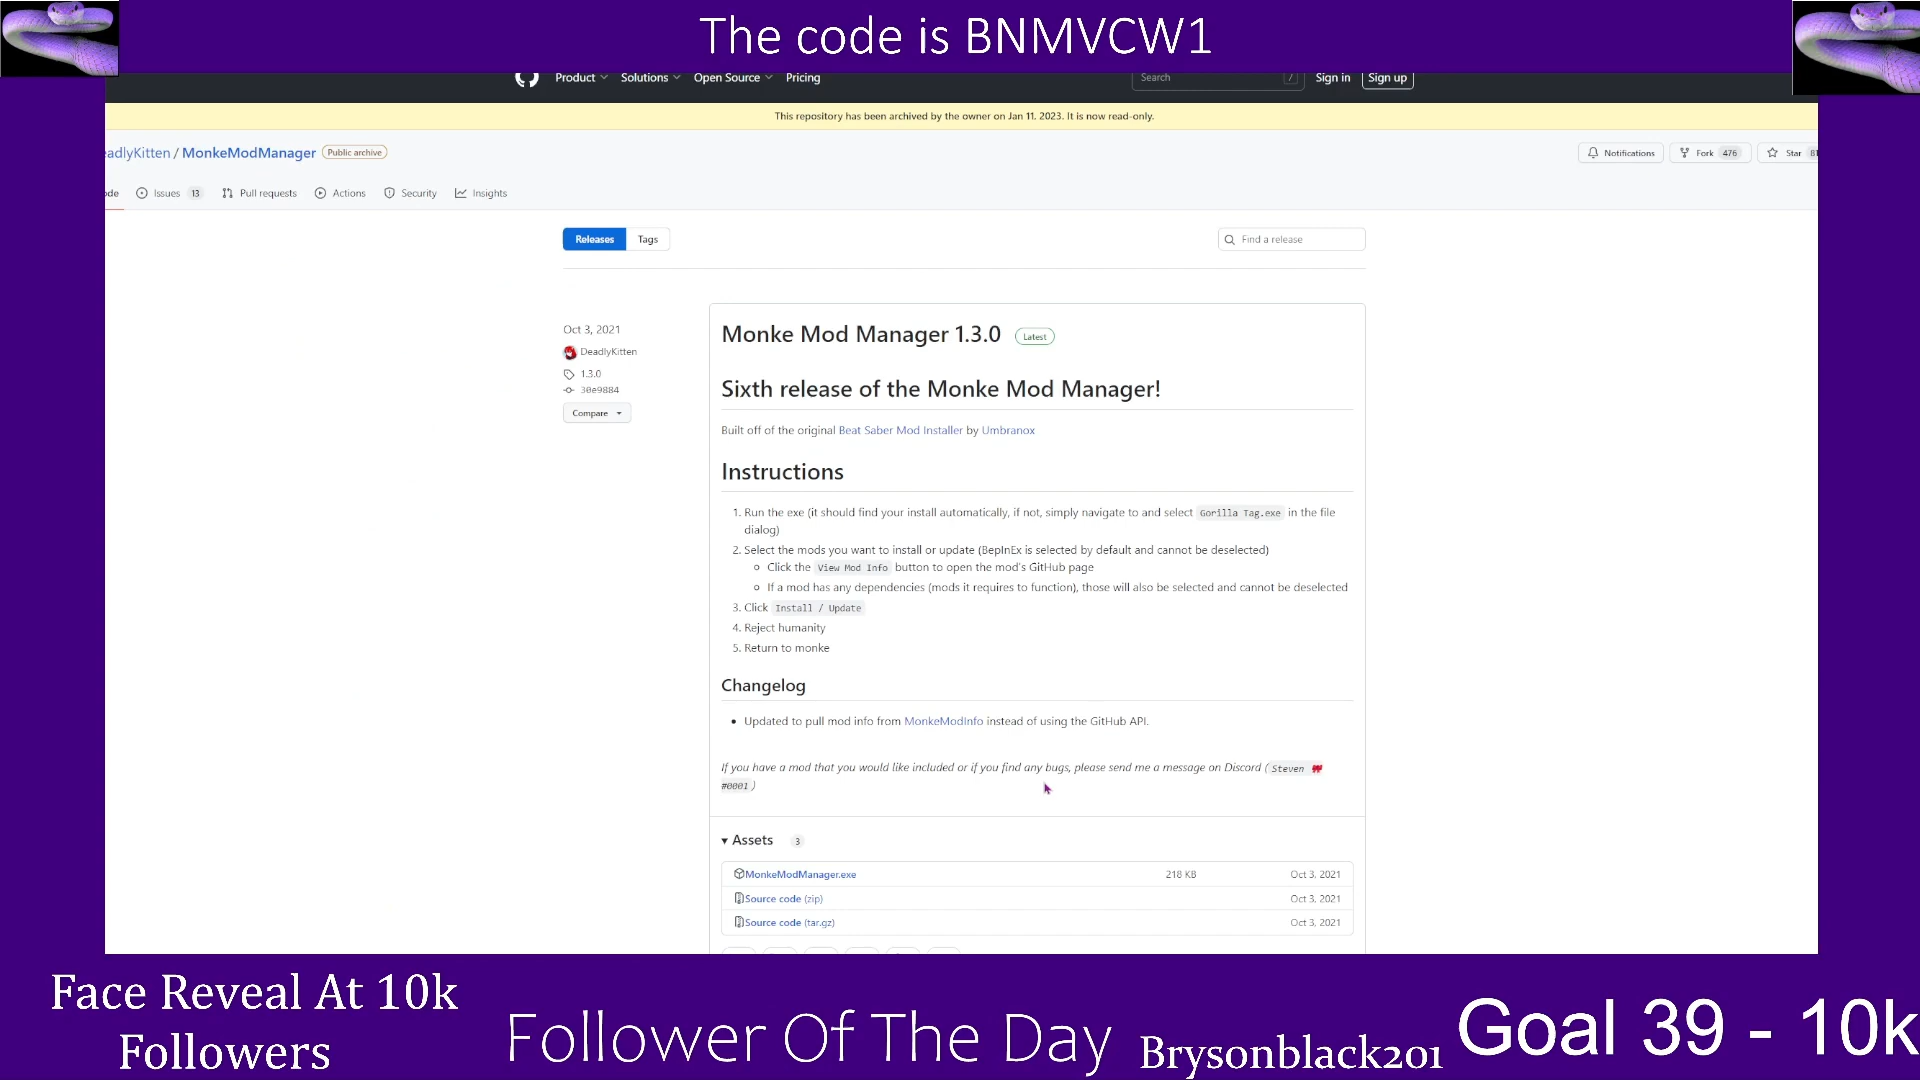 The code is BNMVCW1
Product Solutions Open Source Pricing Search / Sign in Sign up
This repository has been archived by the owner on Jan 11, 2023. It is now read-only.
eadlyKitten / MonkeModManager Public archive Notifications Fork 476 Star
ode Issues 13 Pull requests Actions Security Insights
Releases Tags Find a release
Oct 3, 2021
DeadlyKitten
1.3.0
30e9884
Compare
Monke Mod Manager 1.3.0 Latest
Sixth release of the Monke Mod Manager!
Built off of the original Beat Saber Mod Installer by Umbranox
Instructions
1. Run the exe (it should find your install automatically, if not, simply navigate to and select Gorilla Tag.exe in the file
dialog)
2. Select the mods you want to install or update (BepInEx is selected by default and cannot be deselected)
Click the View Mod Info button to open the mod's GitHub page
If a mod has any dependencies (mods it requires to function), those will also be selected and cannot be deselected
3. Click Install / Update
4. Reject humanity
5. Return to monke
Changelog
Updated to pull mod info from MonkeModInfo instead of using the GitHub API.
If you have a mod that you would like included or if you find any bugs, please send me a message on Discord ( Steven
#0001 )
Assets 3
MonkeModManager.exe 218 KB Oct 3, 2021
Source code (zip) Oct 3, 2021
Source code (tar.gz) Oct 3, 2021
Face Reveal At 10k
Followers
Follower Of The Day
Brysonblack201
Goal 39 - 10k